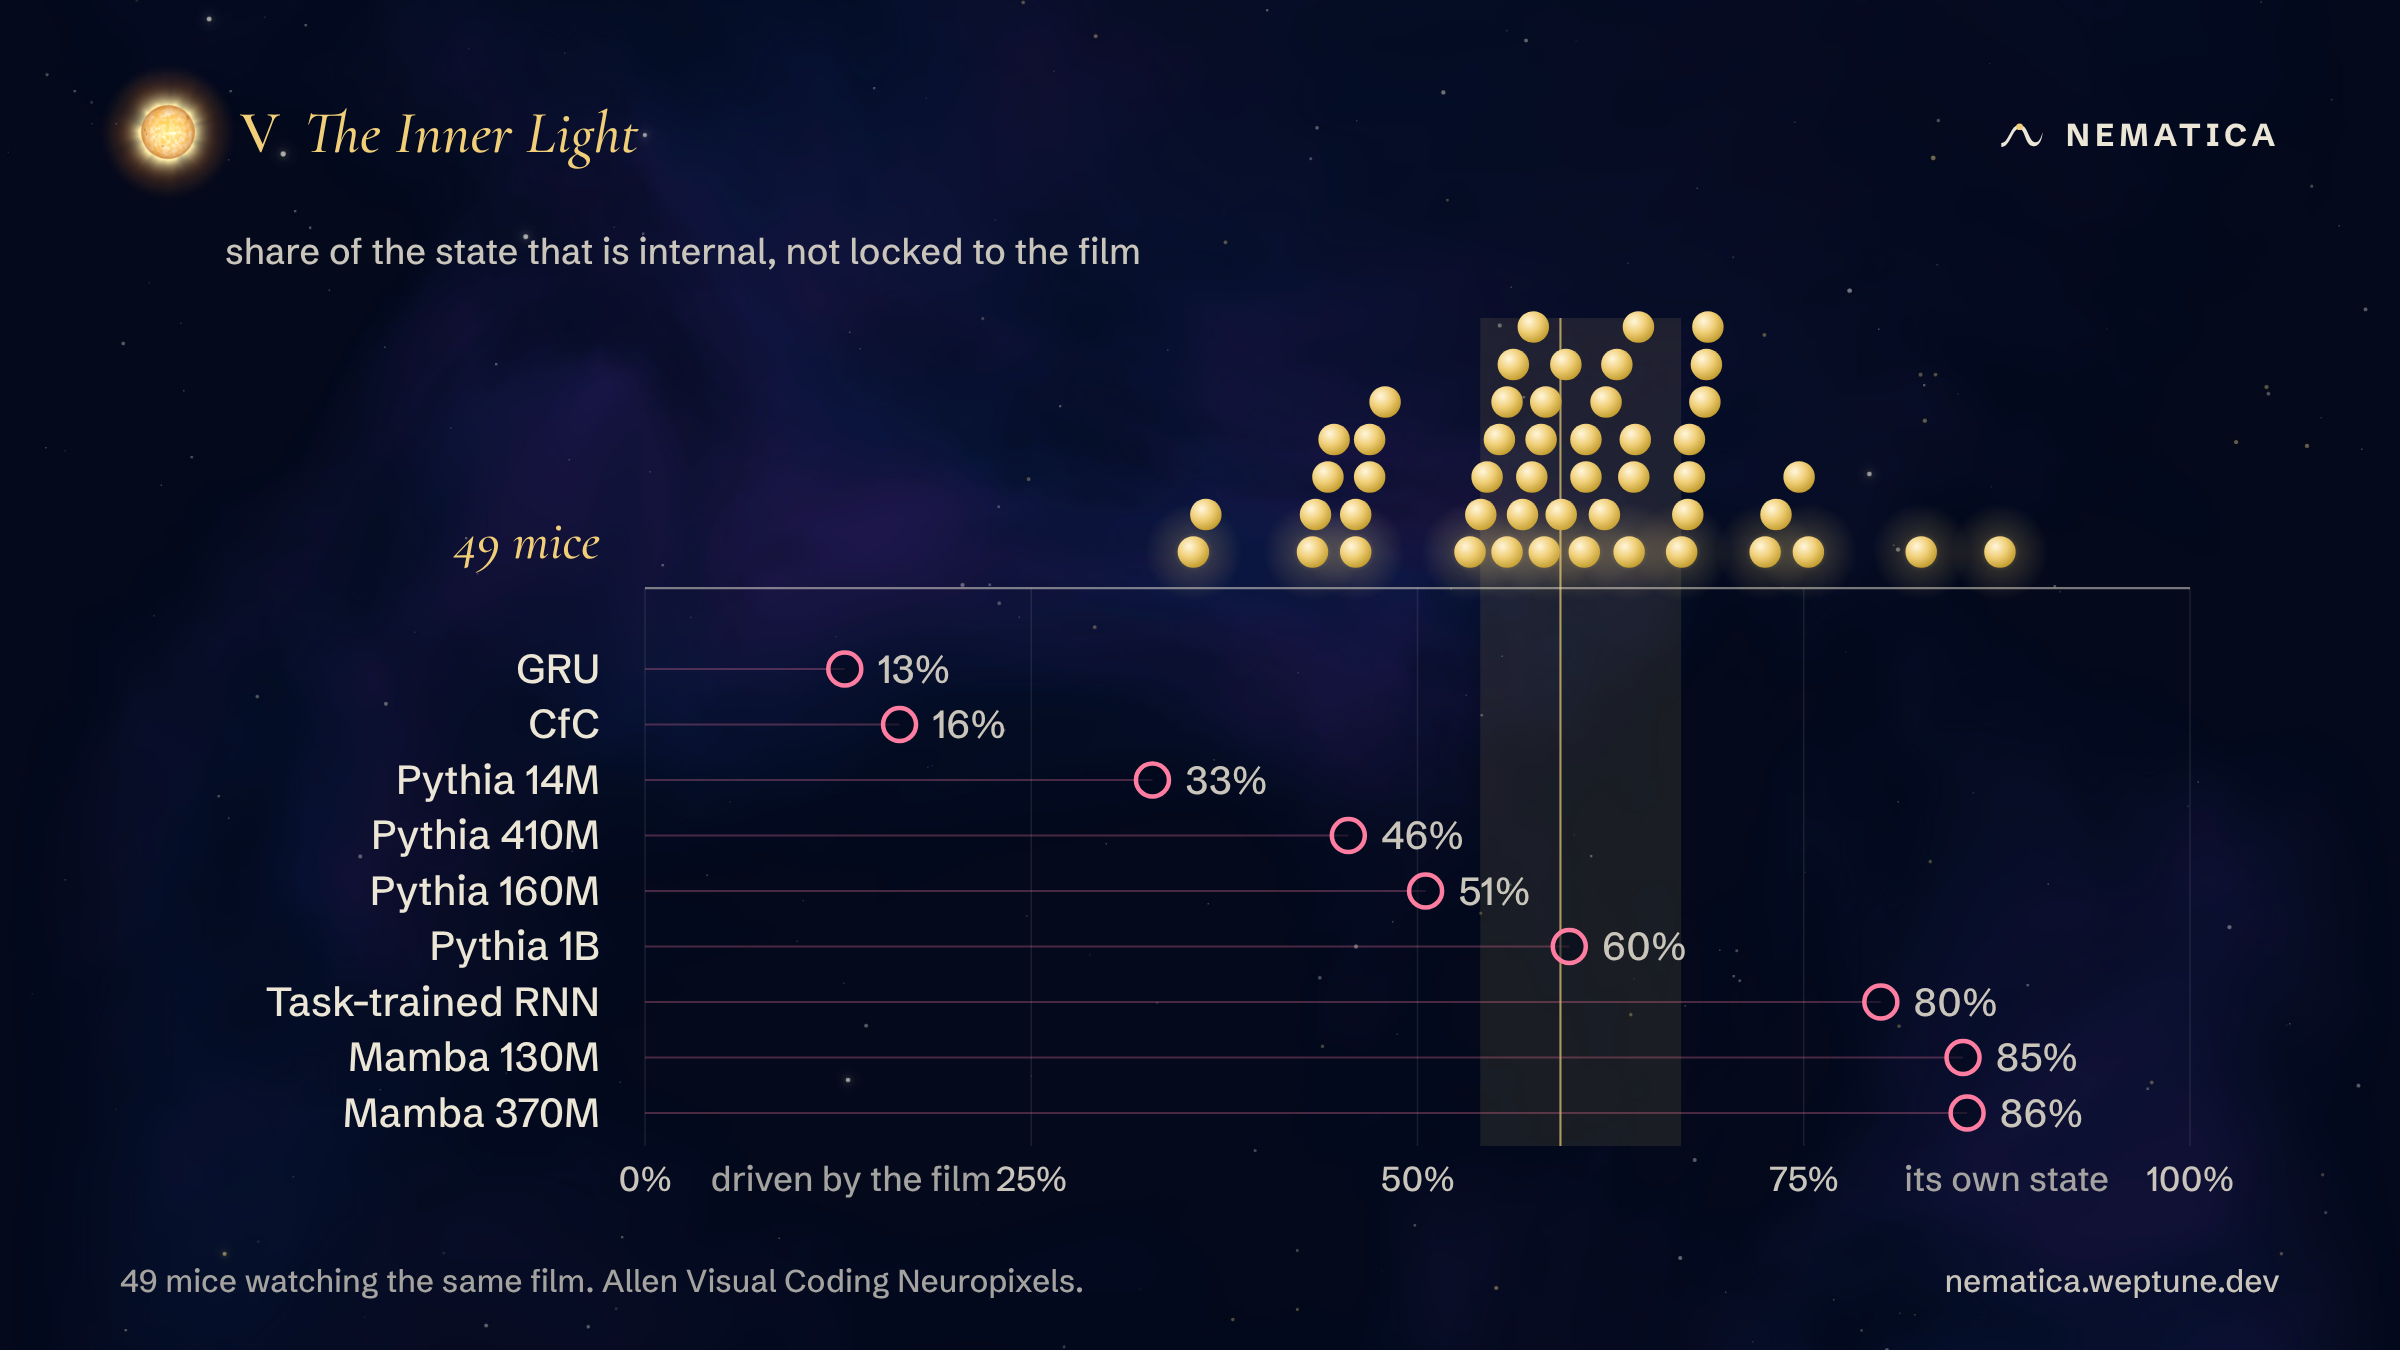 V The Inner Light
NEMATICA
share of the state that is internal, not locked to the film
49 mice
GRU 13%
CfC 16%
Pythia 14M 33%
Pythia 410M 46%
Pythia 160M 51%
Pythia 1B 60%
Task-trained RNN 80%
Mamba 130M 85%
Mamba 370M 86%
0% driven by the film 25% 50% 75% its own state 100%
49 mice watching the same film. Allen Visual Coding Neuropixels.
nematica.weptune.dev